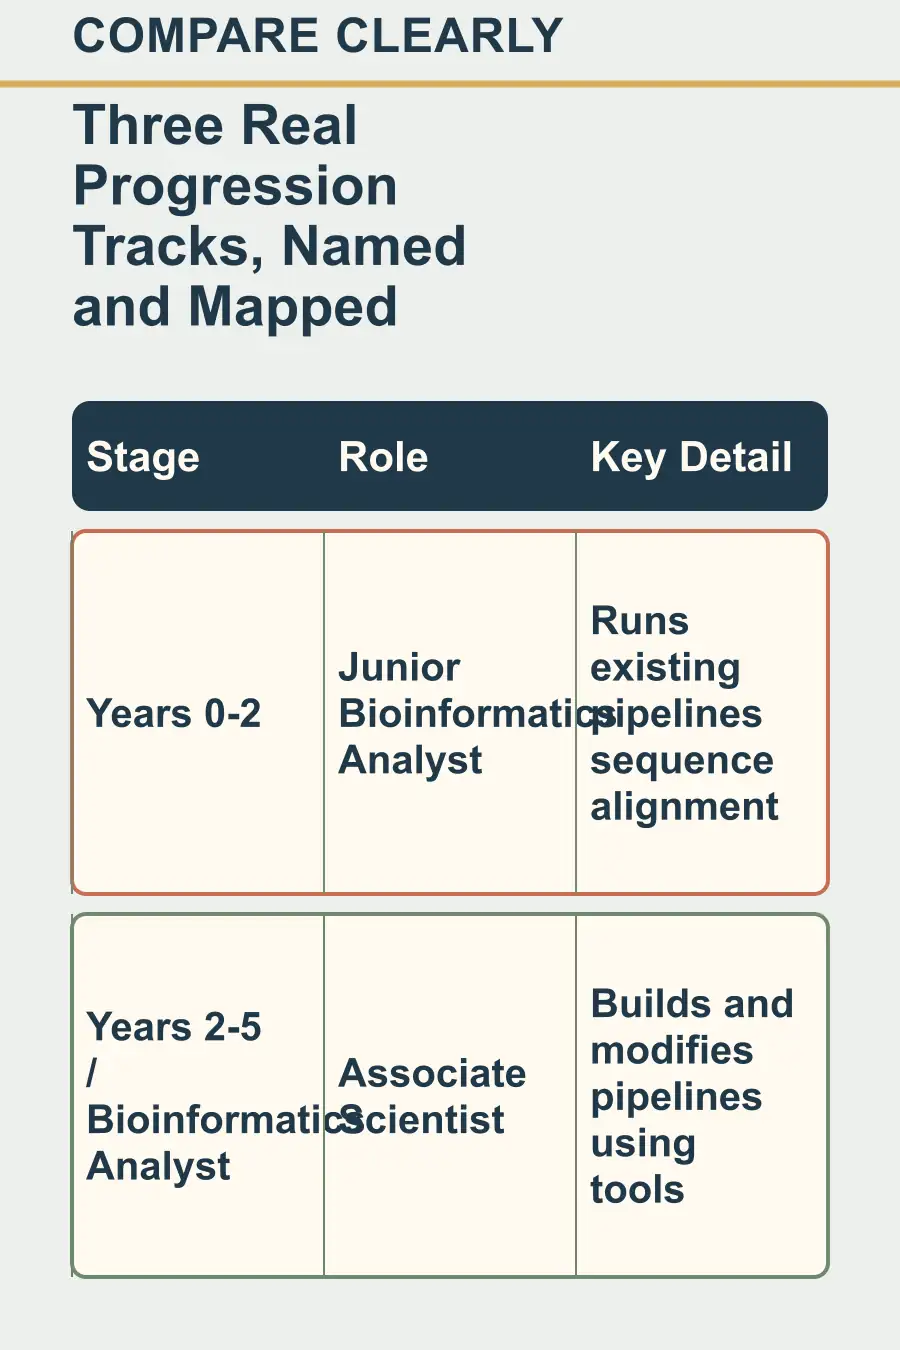 COMPARE CLEARLY
Three Real
Progression
Tracks, Named
and Mapped
Stage Role Key Detail
Years 0-2
Junior
Bioinformatics
Analyst
Runs
existing
pipelines
sequence
alignment
Years 2-5
/
Bioinformatics
Analyst
Associate
Scientist
Builds and
modifies
pipelines
using
tools